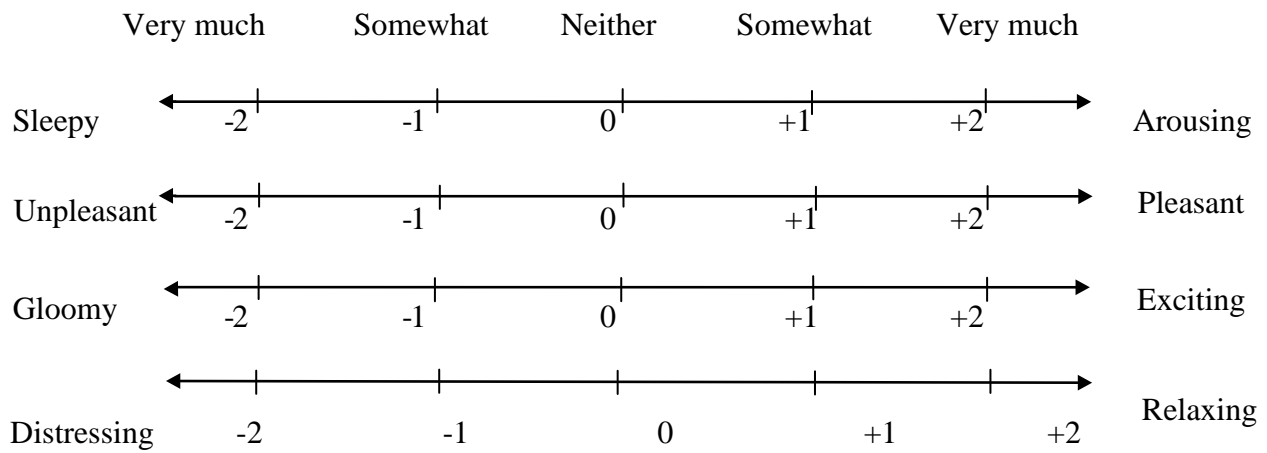 Very much Somewhat Neither Somewhat Very much
Sleepy -2 -1 0 +1 +2 Arousing
Unpleasant -2 -1 0 +1 +2 Pleasant
Gloomy -2 -1 0 +1 +2 Exciting
Distressing -2 -1 0 +1 +2 Relaxing